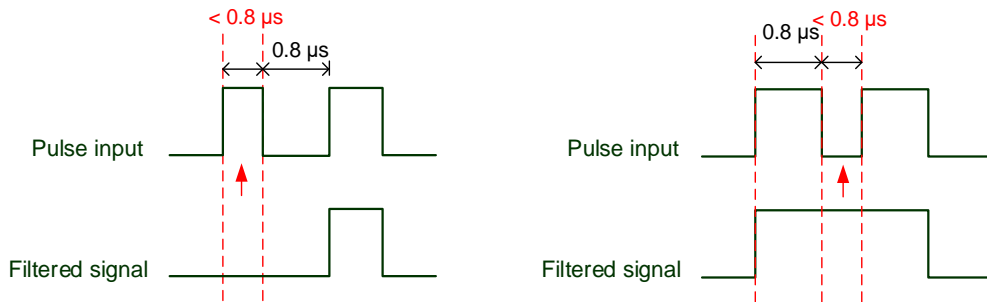 < 0.8 µs
0.8 µs
Pulse input
Filtered signal
< 0.8 µs
0.8 µs
Pulse input
Filtered signal